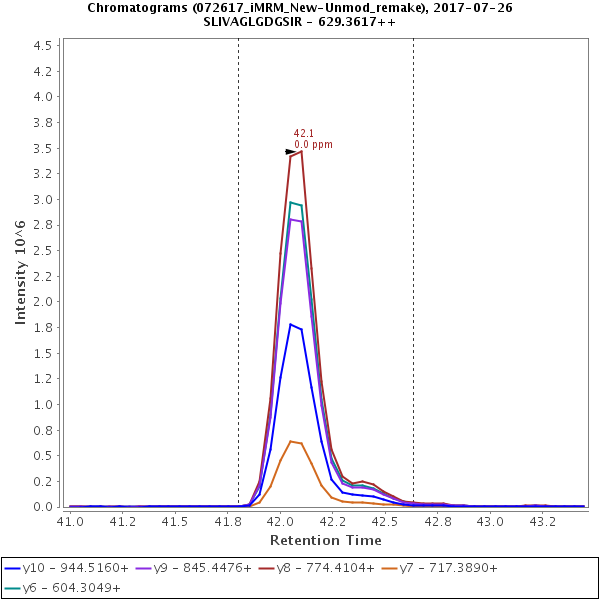 Chromatograms (072617_iMRM_New-Unmod_remake), 2017-07-26
SLIVAGLGDGSIR - 629.3617++
4.5
4.2
4.0
3.8
3.5
3.2
3.0
2.8
2.5
2.2
2.0
1.8
1.5
1.2
1.0
0.8
0.5
0.2
0.0
Intensity 10^6
42.1
0.0 ppm
41.0 41.2 41.5 41.8 42.0 42.2 42.5 42.8 43.0 43.2
Retention Time
y10 - 944.5160+ y9 - 845.4476+ y8 - 774.4104+ y7 - 717.3890+
y6 - 604.3049+